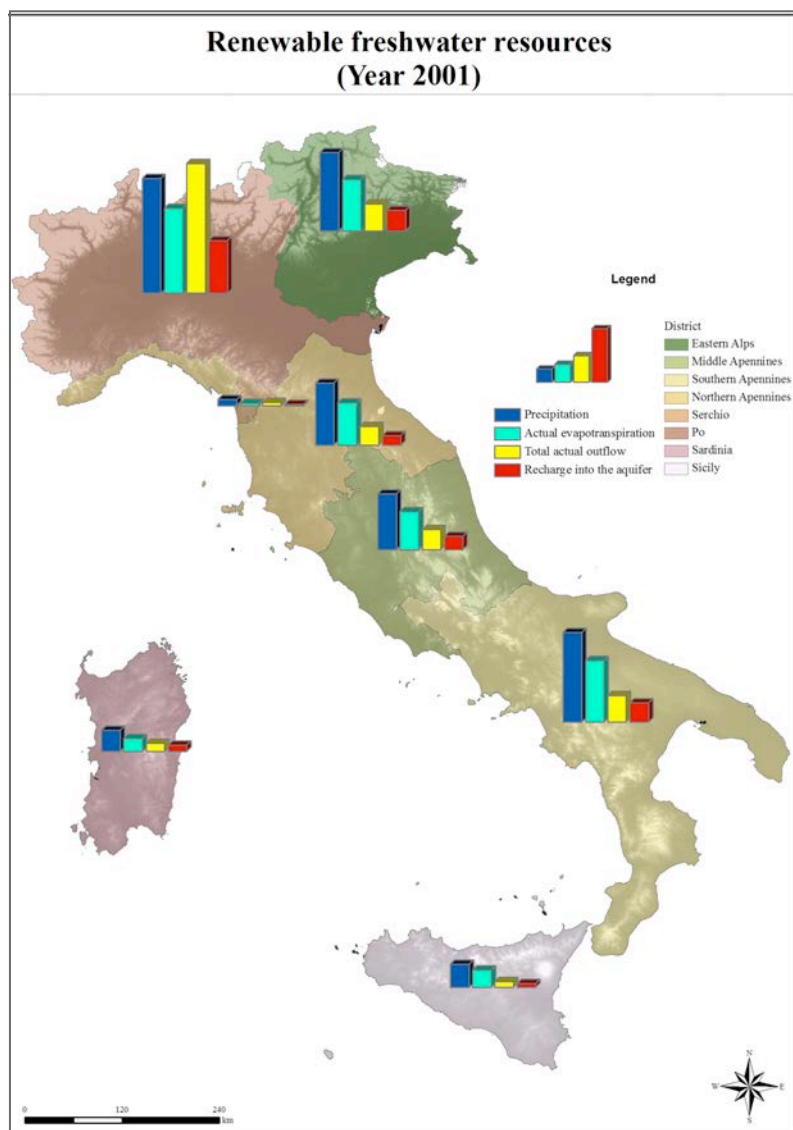 Renewable freshwater resources
(Year 2001)
Legend
District
Eastern Alps
Middle Apennines
Southern Apennines
Northern Apennines
Serchio
Po
Sardinia
Sicily
Precipitation
Actual evapotranspiration
Total actual outflow
Recharge into the aquifer
N
W
E
S
0
120
240
km